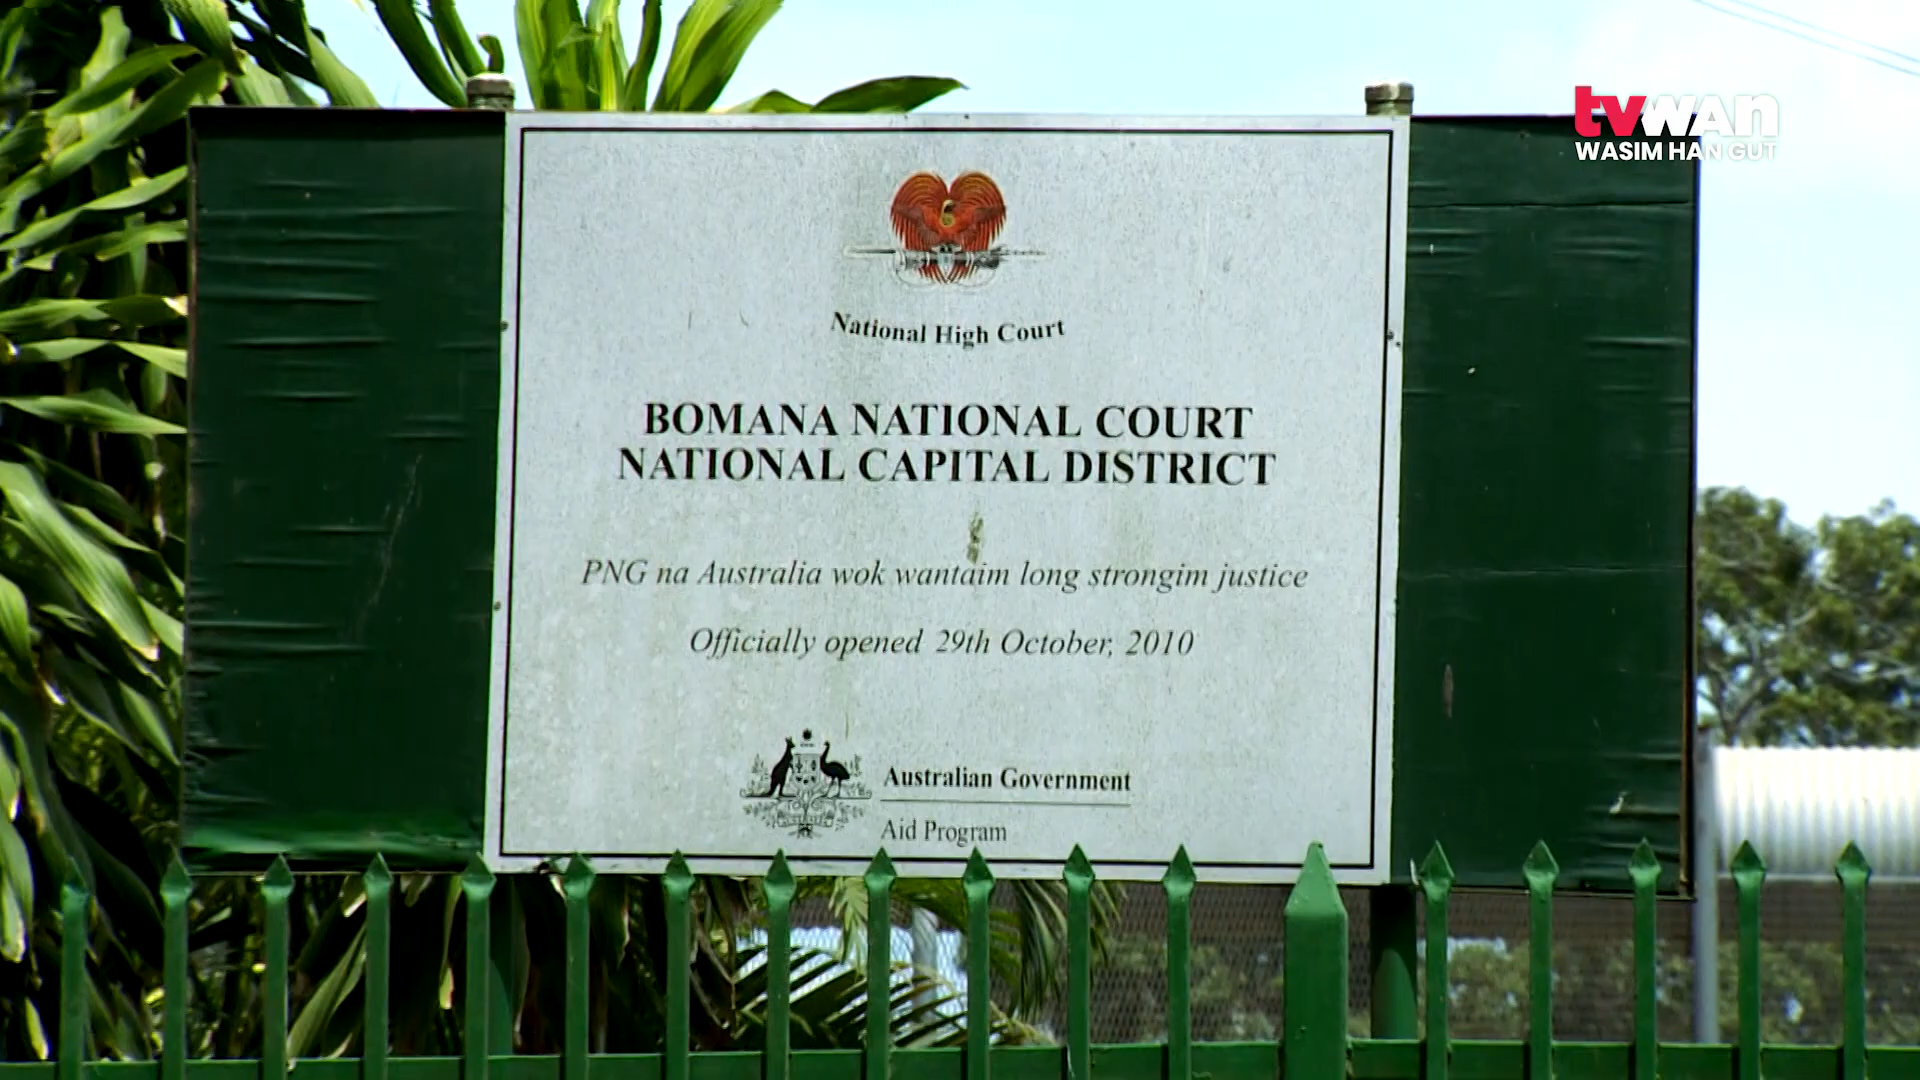 tvwan
WASIM HAN GUT
National High Court
BOMANA NATIONAL COURT
NATIONAL CAPITAL DISTRICT
PNG na Australia wok wantaim long strongim justice
Officially opened 29th October, 2010
Australian Government
Aid Program